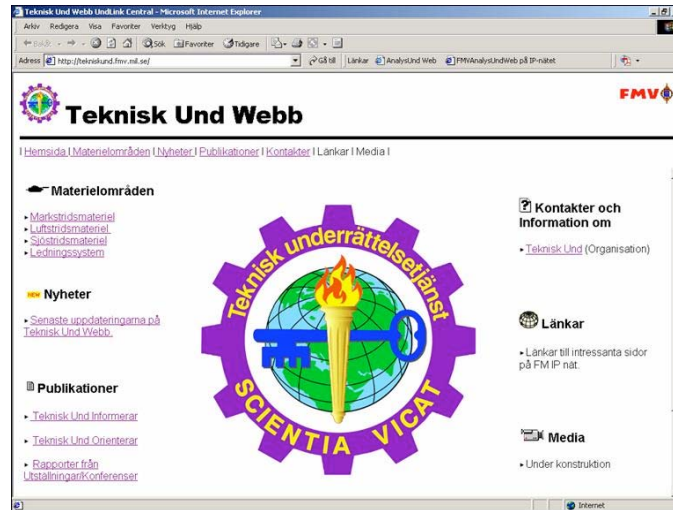 Teknisk Und Webb UndLink Central - Microsoft Internet Explorer
Arkiv Redigera Visa Favoriter Verktyg Hjälp
Bakåt Sök Favoriter Tidigare
Adress http://tekniskund.fmv.mil.se/ Gå till Länkar AnalysUnd Web FMVAnalysUndWeb på IP-nätet
Teknisk Und Webb
FMV
I Hemsida I Materielområden I Nyheter I Publikationer I Kontakter I Länkar I Media I
Materielområden
Markstridsmateriel
Luftstridsmateriel
Sjöstridsmateriel
Ledningssystem
NEW Nyheter
Senaste uppdateringarna på
Teknisk Und Webb.
Publikationer
Teknisk Und Informerar
Teknisk Und Orienterar
Rapporter från
Utställningar/Konferenser
Teknisk underrättelsetjänst
SCIENTIA VICAT
Kontakter och
Information om
Teknisk Und (Organisation)
Länkar
Länkar till intressanta sidor
på FM IP nät.
Media
Under konstruktion
Internet